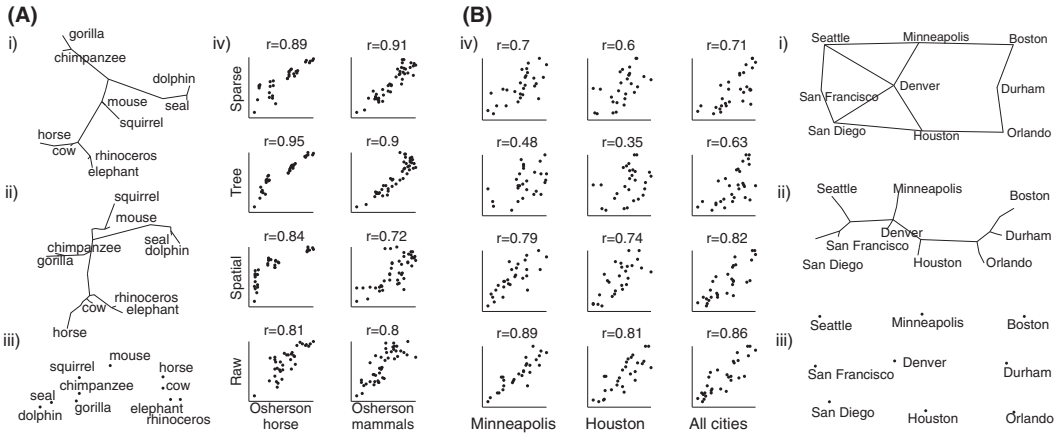 (A)
i)
gorilla
chimpanzee
dolphin
seal
mouse
squirrel
horse
cow
rhinoceros
elephant
ii)
squirrel
mouse
seal
dolphin
chimpanzee
gorilla
rhinoceros
cow
elephant
horse
iii)
mouse
squirrel
horse
chimpanzee
cow
seal
gorilla
elephant
dolphin
rhinoceros
iv)
r=0.89
r=0.91
Sparse
r=0.95
r=0.9
Tree
r=0.84
r=0.72
Spatial
r=0.81
r=0.8
Raw
Osherson
horse
Osherson
mammals
(B)
iv)
r=0.7
r=0.6
r=0.71
r=0.48
r=0.35
r=0.63
r=0.79
r=0.74
r=0.82
r=0.89
r=0.81
r=0.86
Minneapolis
Houston
All cities
i)
Seattle
Minneapolis
Boston
Denver
San Francisco
Durham
San Diego
Houston
Orlando
ii)
Seattle
Minneapolis
Boston
Denver
San Francisco
Durham
San Diego
Houston
Orlando
iii)
Seattle
Minneapolis
Boston
Denver
San Francisco
Durham
San Diego
Houston
Orlando